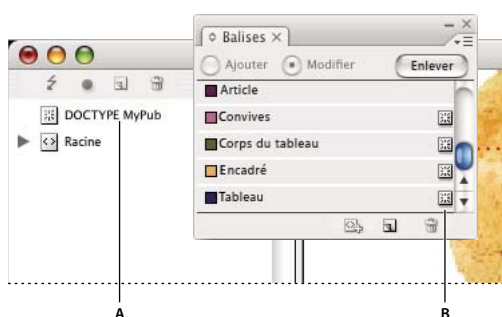 Balises
Ajouter
Modifier
Enlever
Article
Convives
Corps du tableau
Encadré
Tableau
DOCTYPE MyPub
Racine
A
B